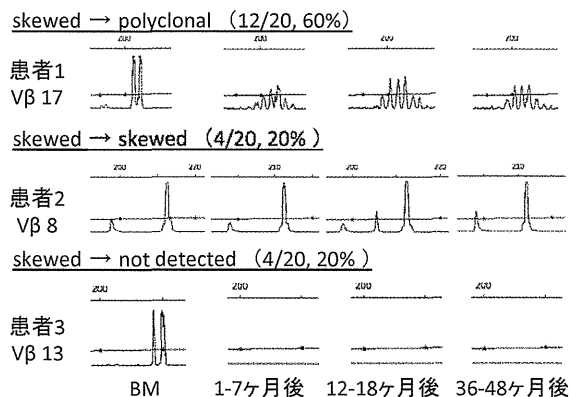 skewed → polyclonal (12/20, 60%)
200 200 200 200
患者1
Vβ 17
skewed → skewed (4/20, 20% )
200 220 210 200 220 210
患者2
Vβ 8
skewed → not detected (4/20, 20% )
200 200 200 200
患者3
Vβ 13
BM 1-7ヶ月後 12-18ヶ月後 36-48ヶ月後